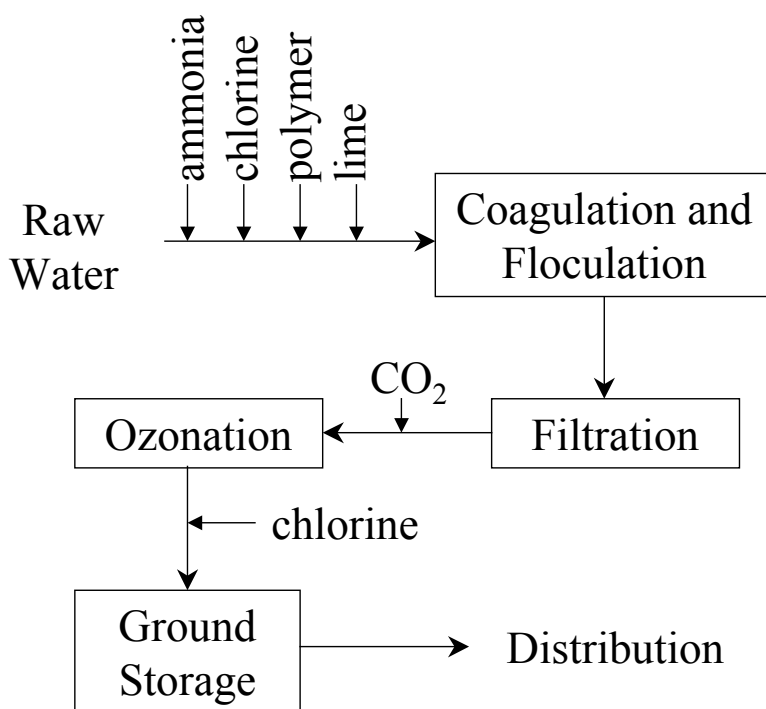 ammonia
chlorine
polymer
lime
Raw
Water
Coagulation and
Floculation
CO₂
Ozonation
Filtration
chlorine
Ground
Storage
Distribution